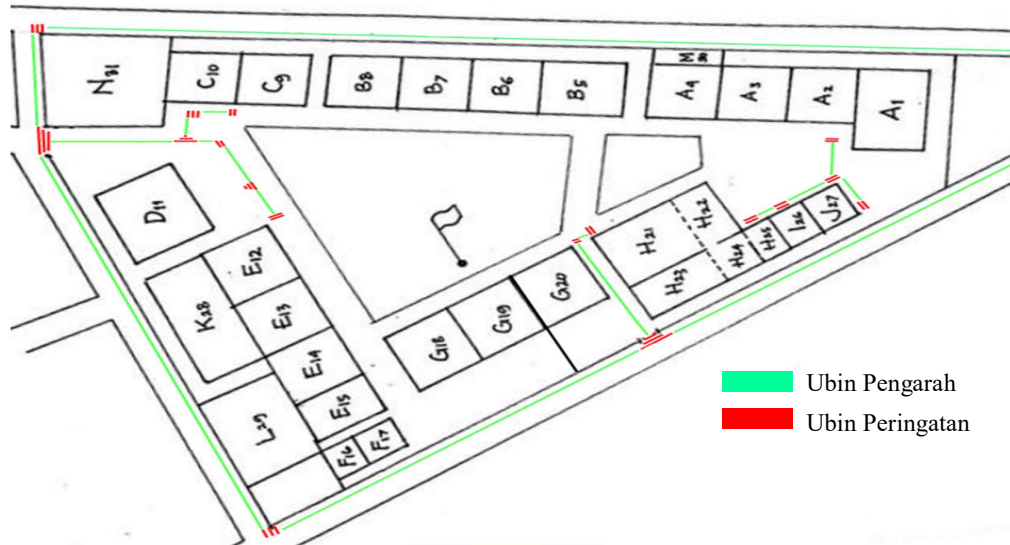 N31
C10
C9
B8
B7
B6
B5
M30
A4
A3
A2
A1
D11
H22
H21
J27
I26
H25
H24
H23
E12
K28
E13
G20
G19
G18
E14
E15
L29
F16
F17
Ubin Pengarah
Ubin Peringatan